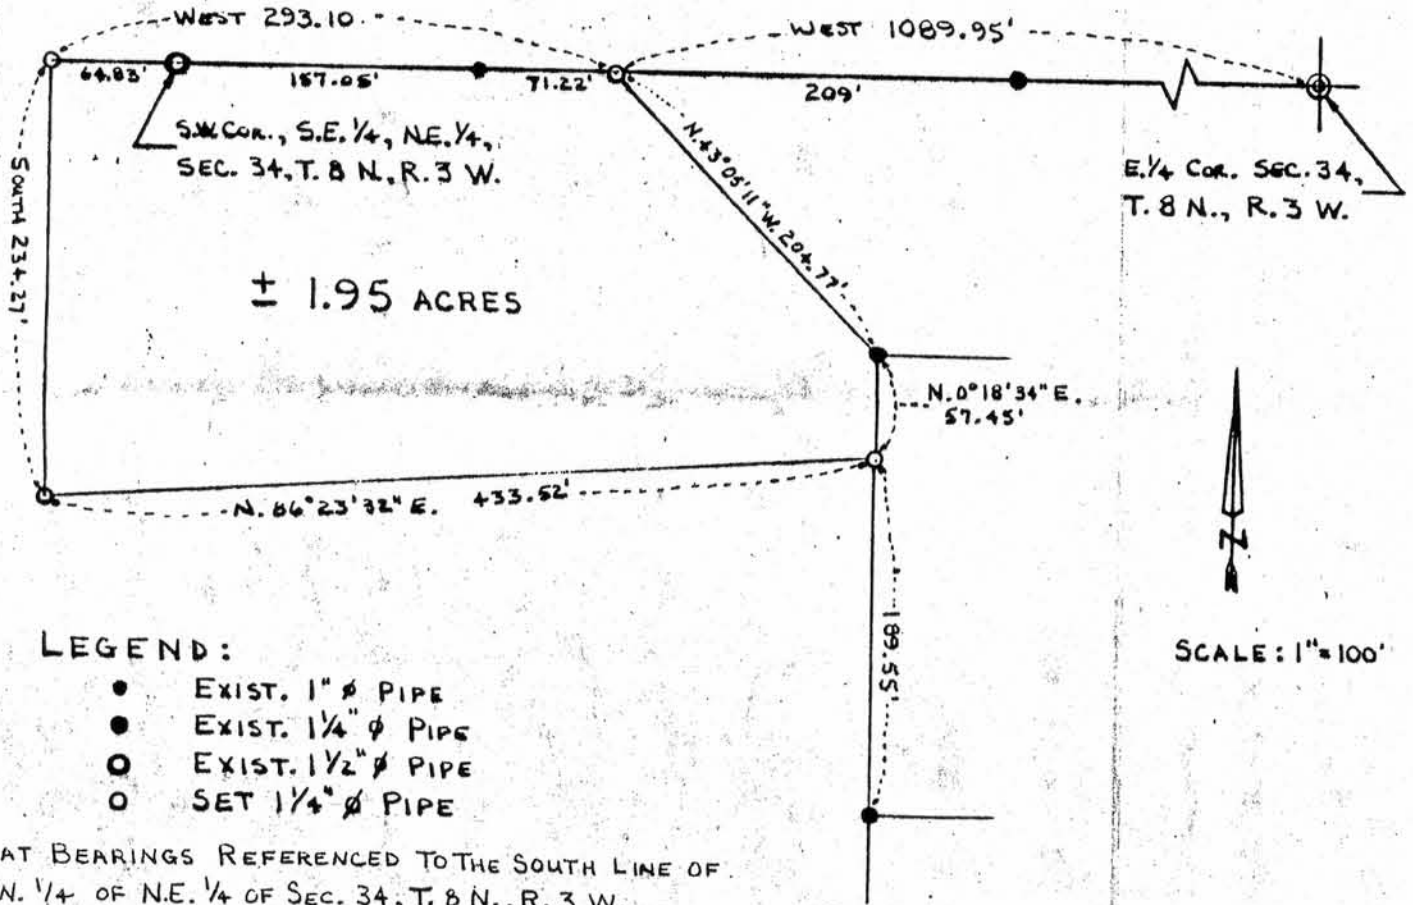 WEST 293.10
WEST 1089.95'
64.83'
157.05'
71.22'
209'
S.W. COR., S.E. 1/4, N.E. 1/4,
SEC. 34, T. 8 N., R. 3 W.
E. 1/4 COR. SEC. 34,
T. 8 N., R. 3 W.
SOUTH 234.27'
N. 43° 05' 11" W. 204.77'
± 1.95 ACRES
N. 0° 18' 34" E.
57.45'
N. 86° 23' 32" E. 433.52'
189.55'
N
SCALE: 1" = 100'
LEGEND:
EXIST. 1" ø PIPE
EXIST. 1 1/4" ø PIPE
EXIST. 1 1/2" ø PIPE
SET 1 1/4" ø PIPE
AT BEARINGS REFERENCED TO THE SOUTH LINE OF
N. 1/4 OF N.E. 1/4 OF SEC. 34, T. 8 N., R. 3 W.